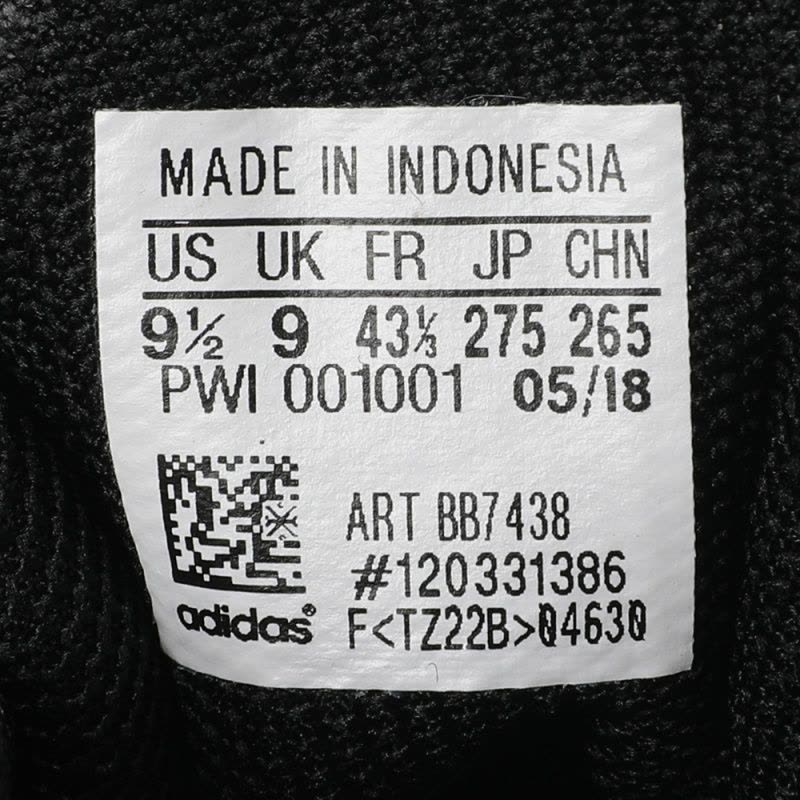 MADE IN INDONESIA
US UK FR JP CHN
9½ 9 43⅓ 275 265
PWI 001001 05/18
ART BB7438
#120331386
adidas® F<TZ22B>04630